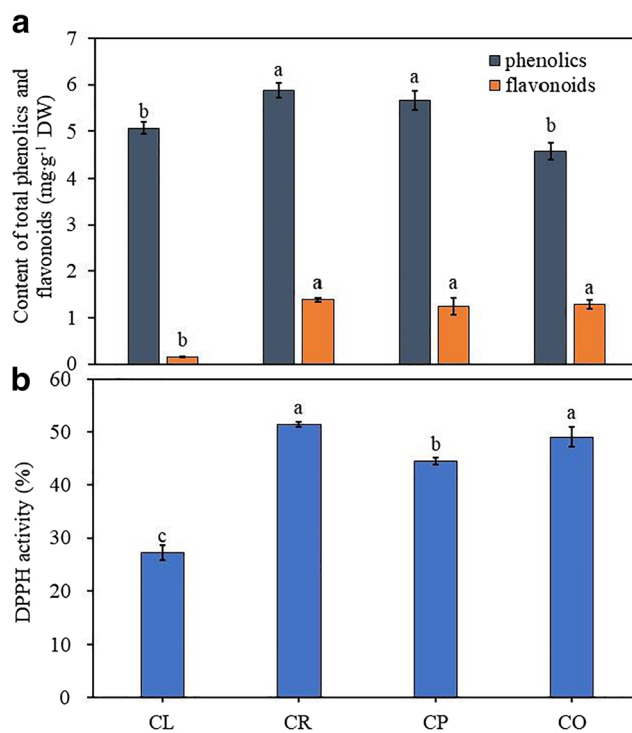 a
7
6
5
4
3
2
1
0
Content of total phenolics and
flavonoids (mg·g⁻¹ DW)
phenolics
flavonoids
b
a
a
b
b
a
a
a
b
60
50
40
30
20
10
0
DPPH activity (%)
c
a
b
a
CL
CR
CP
CO